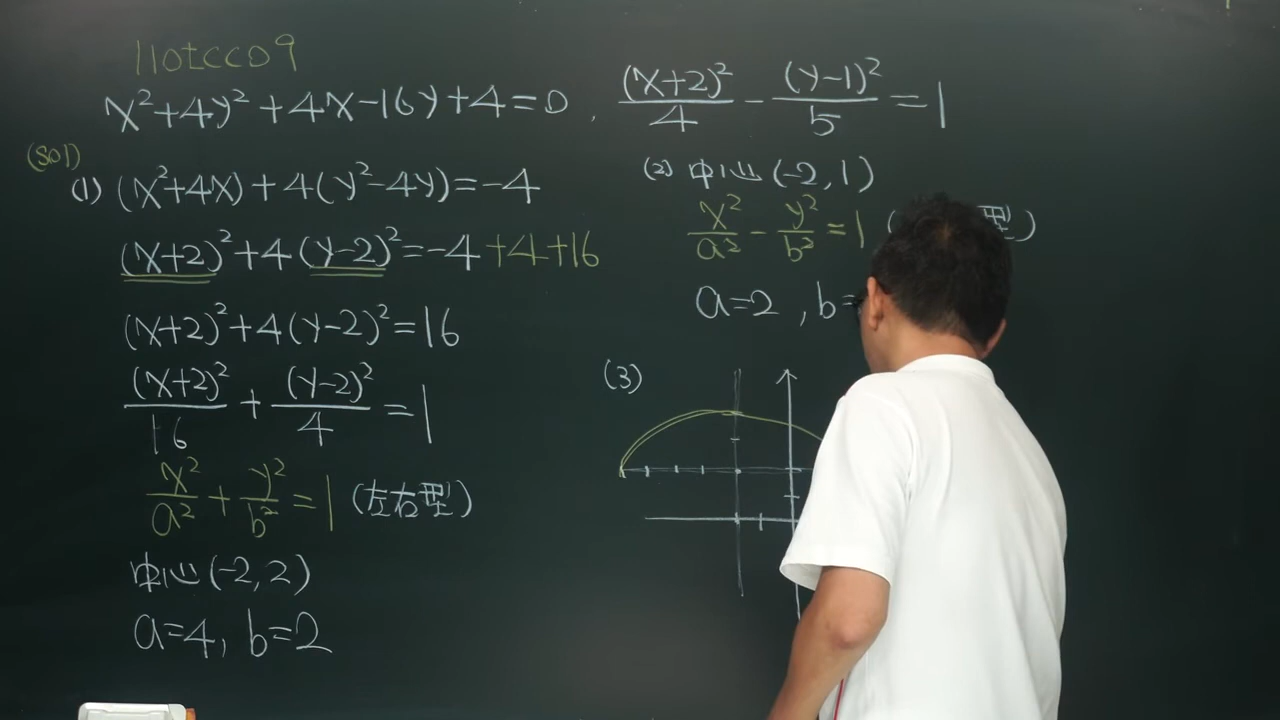 110tccD9
x²+4y²+4x-16y+4=0, (x+2)²/4 - (y-1)²/5 = 1
(sol)
(1) (x²+4x)+4(y²-4y)=-4
(x+2)²+4(y-2)²=-4+4+16
(x+2)²+4(y-2)²=16
(x+2)²/16 + (y-2)²/4 = 1
x²/a² + y²/b² = 1 (左右型)
中心(-2,2)
a=4, b=2
(2) 中心(-2,1)
x²/a² - y²/b² = 1 ( 型)
a=2, b=
(3)